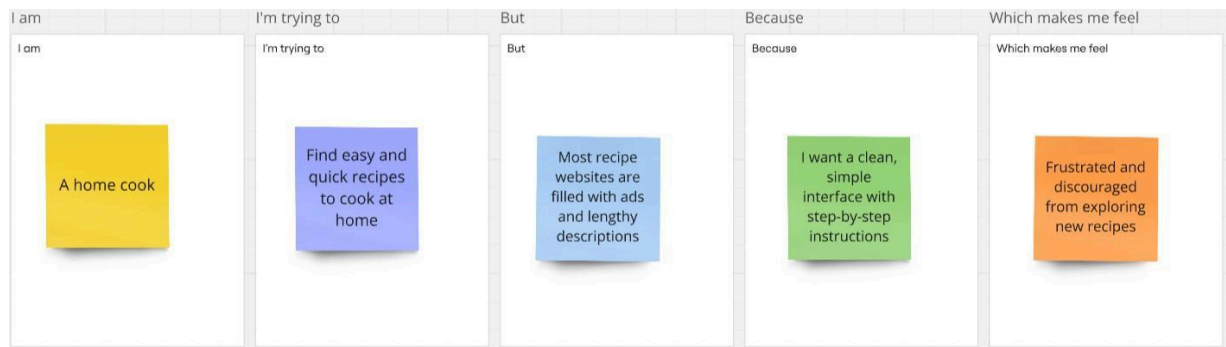 I am
I'm trying to
But
Because
Which makes me feel
I am
I'm trying to
But
Because
Which makes me feel
A home cook
Find easy and
quick recipes
to cook at
home
Most recipe
websites are
filled with ads
and lengthy
descriptions
I want a clean,
simple
interface with
step-by-step
instructions
Frustrated and
discouraged
from exploring
new recipes